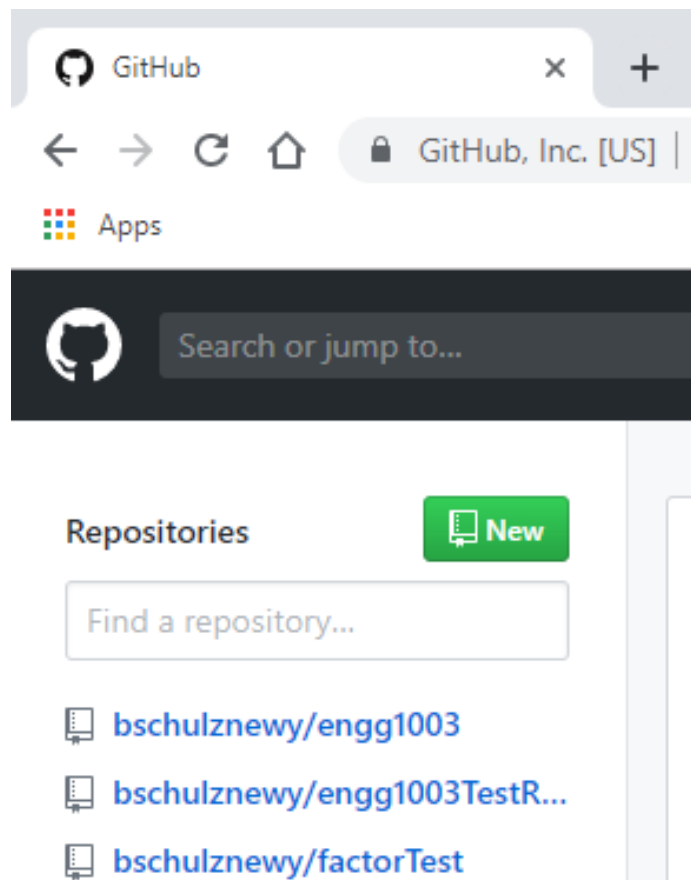 GitHub
GitHub, Inc. [US]
Apps
Search or jump to...
Repositories
New
Find a repository...
bschulznewy/engg1003
bschulznewy/engg1003TestR...
bschulznewy/factorTest